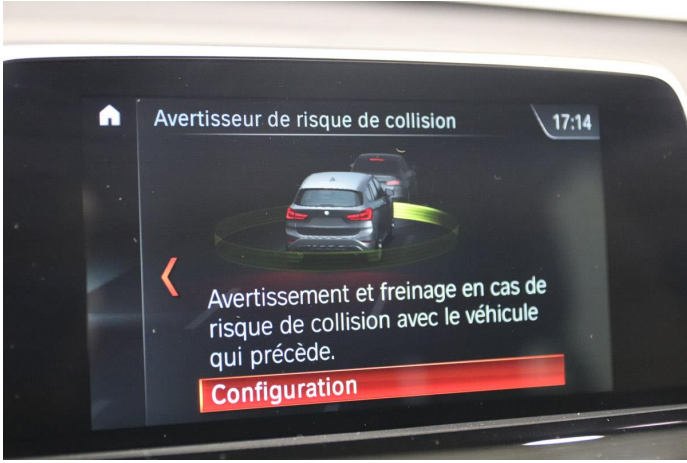 Avertisseur de risque de collision
17:14
Avertissement et freinage en cas de
risque de collision avec le véhicule
qui précède.
Configuration